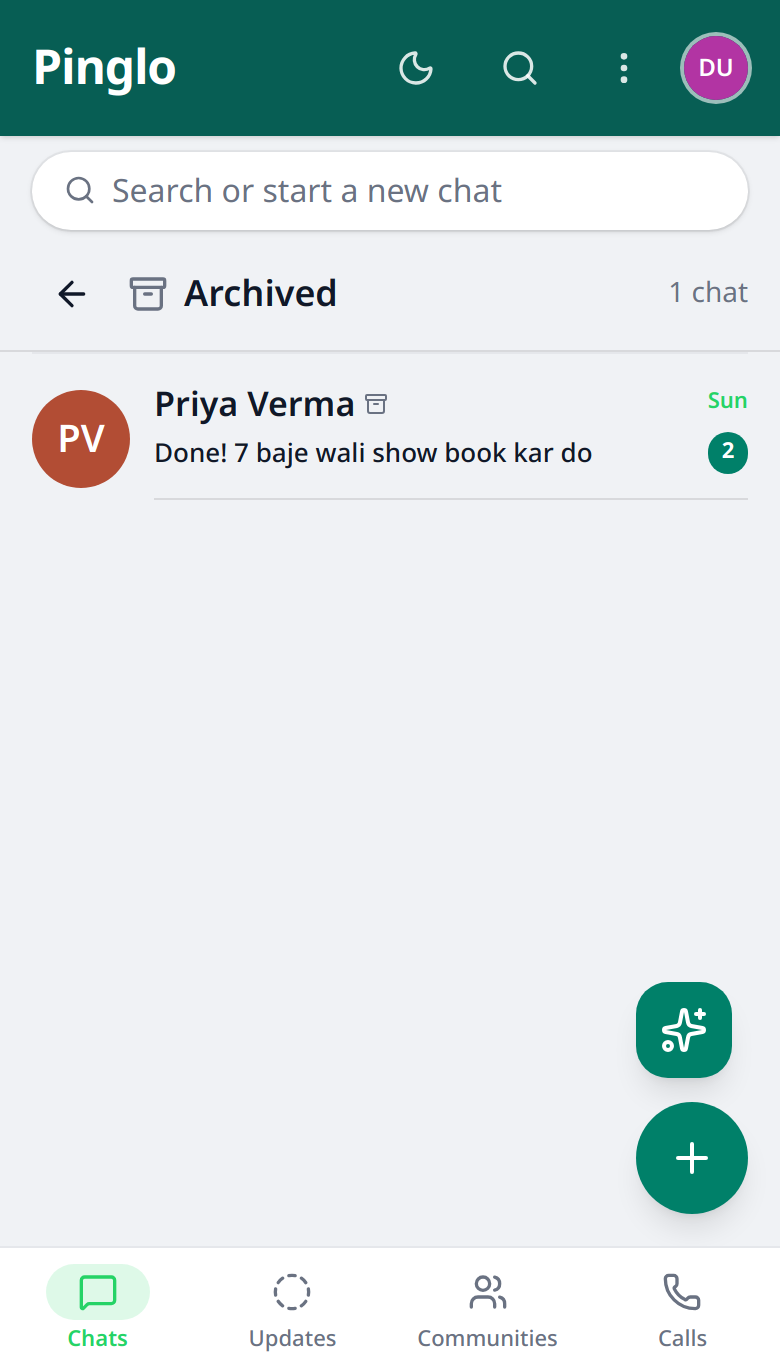 Pinglo
DU
Search or start a new chat
Archived
1 chat
PV
Priya Verma
Sun
Done! 7 baje wali show book kar do
2
Chats
Updates
Communities
Calls